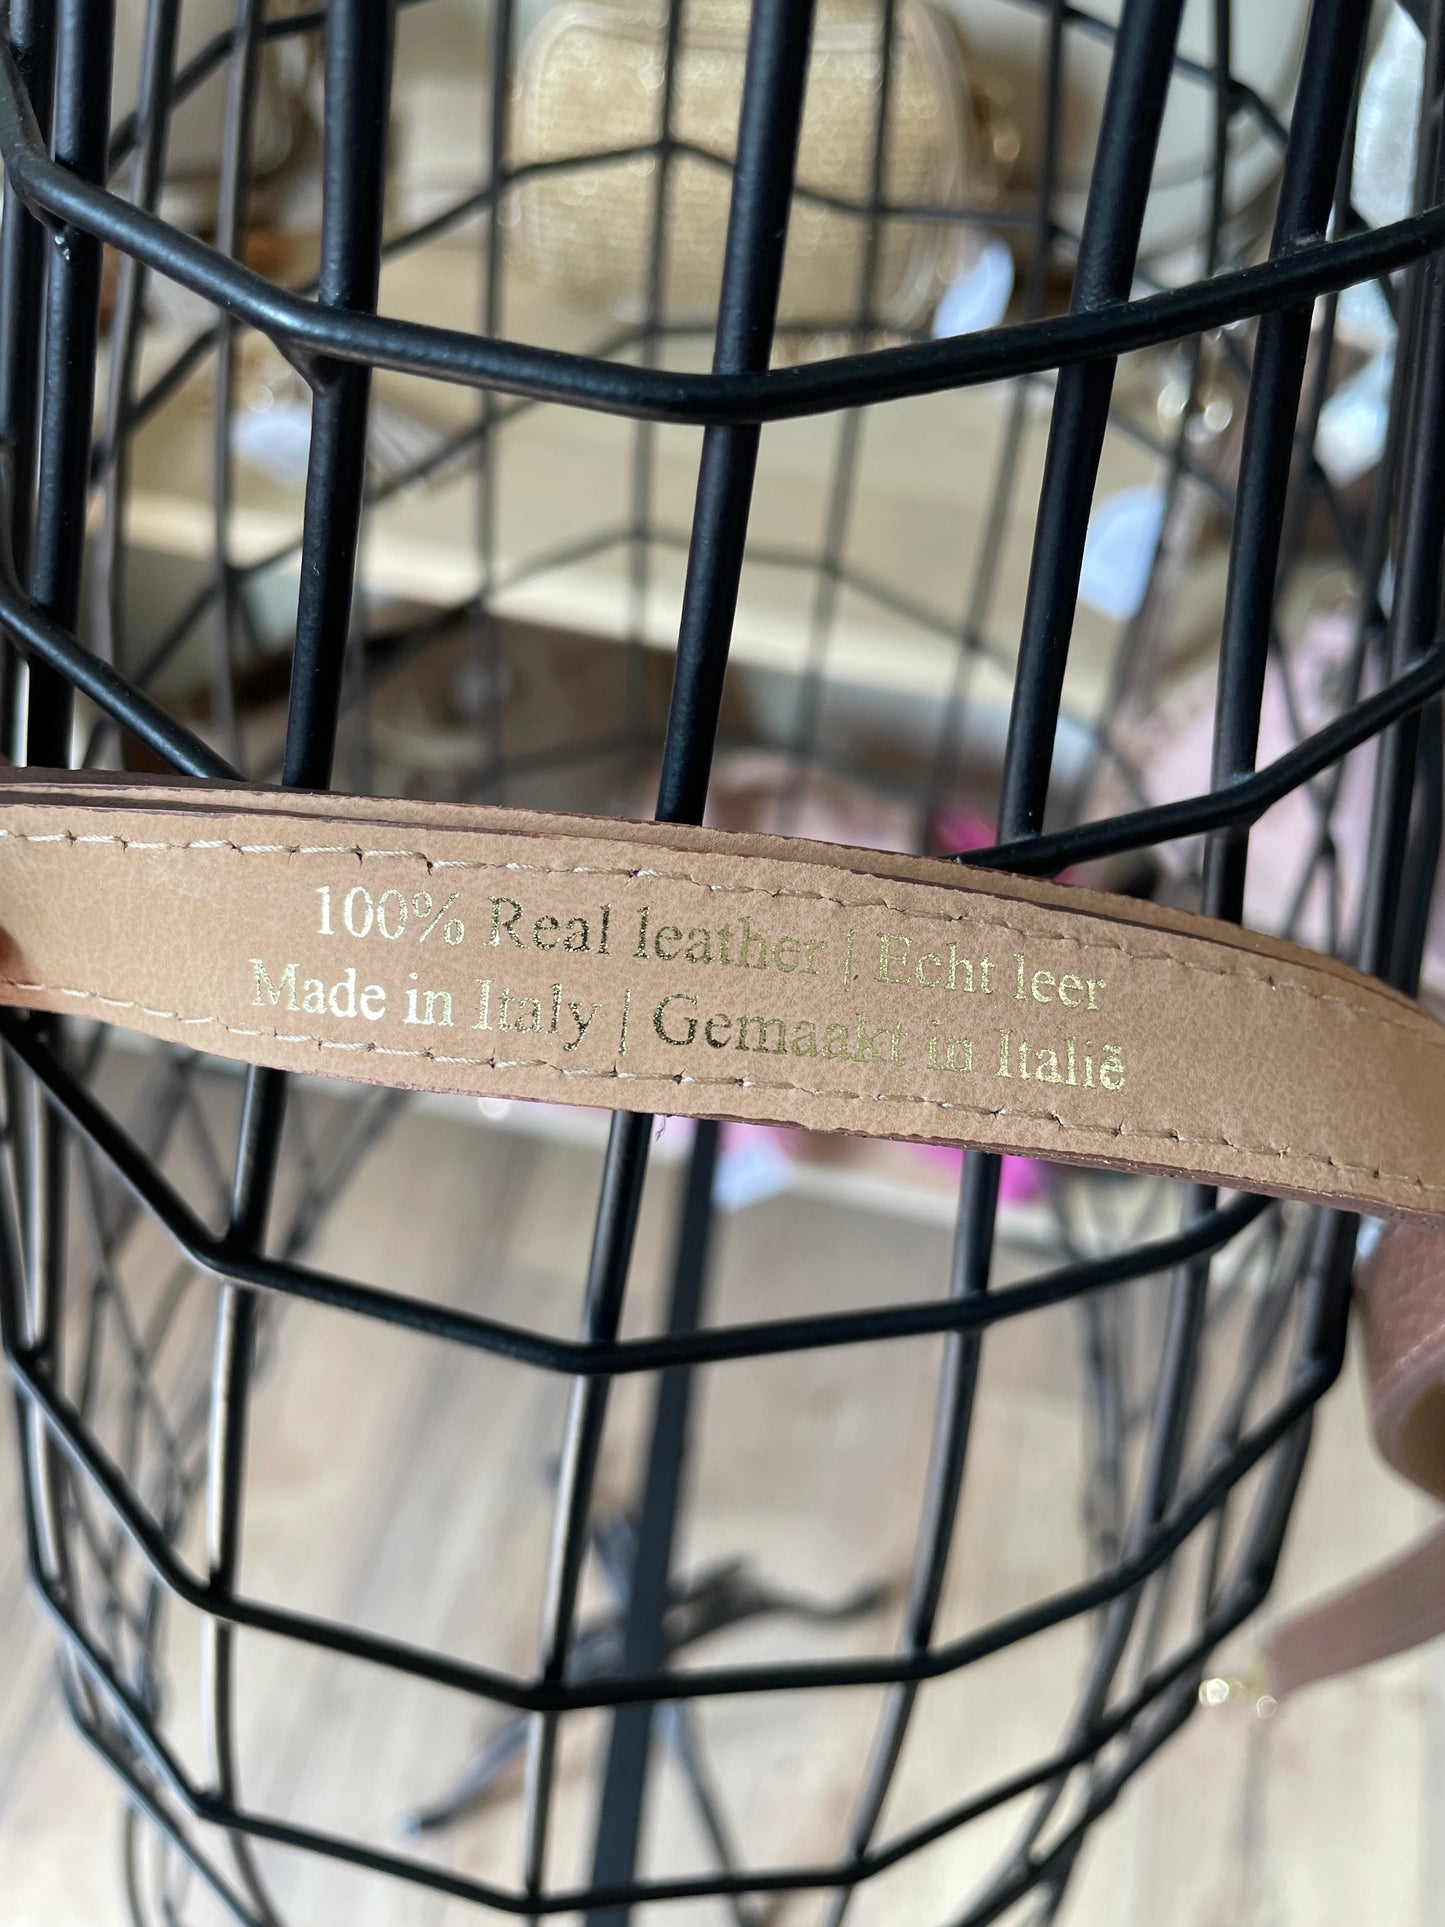 100% Real leather | Echt leer
Made in Italy | Gemaakt in Italië